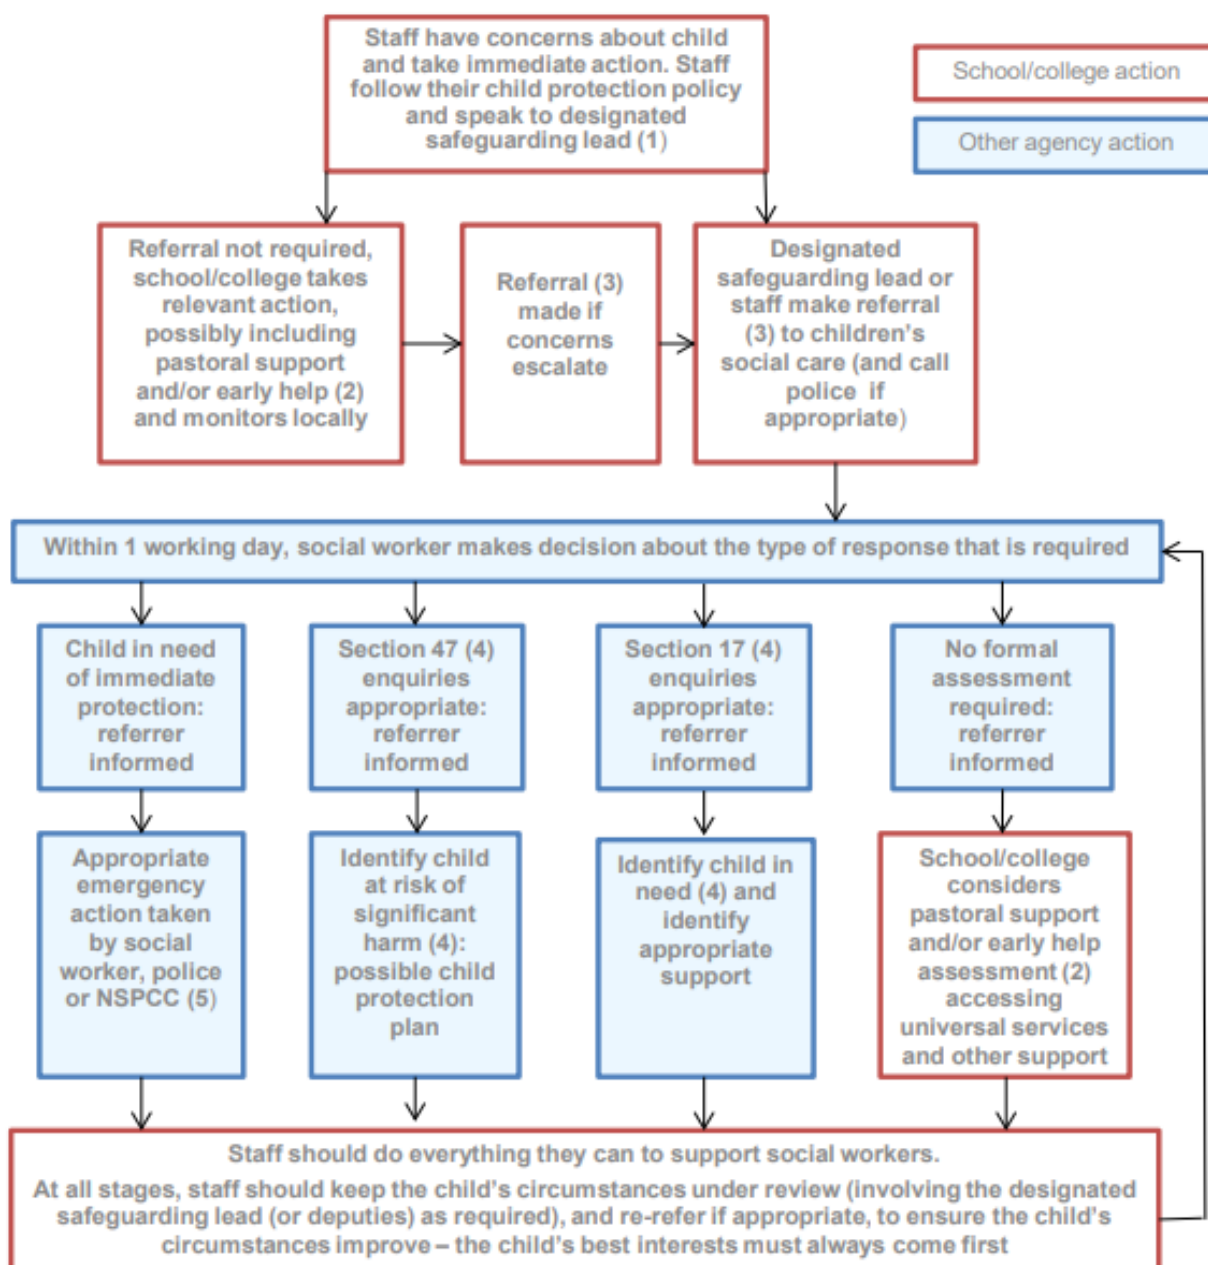 Staff have concerns about child
and take immediate action. Staff
follow their child protection policy
and speak to designated
safeguarding lead (1)
School/college action
Other agency action
Referral not required,
school/college takes
relevant action,
possibly including
pastoral support
and/or early help (2)
and monitors locally
Referral (3)
made if
concerns
escalate
Designated
safeguarding lead or
staff make referral
(3) to children's
social care (and call
police if
appropriate)
Within 1 working day, social worker makes decision about the type of response that is required
Child in need
of immediate
protection:
referrer
informed
Section 47 (4)
enquiries
appropriate:
referrer
informed
Section 17 (4)
enquiries
appropriate:
referrer
informed
No formal
assessment
required:
referrer
informed
Appropriate
emergency
action taken
by social
worker, police
or NSPCC (5)
Identify child
at risk of
significant
harm (4):
possible child
protection
plan
Identify child in
need (4) and
identify
appropriate
support
School/college
considers
pastoral support
and/or early help
assessment (2)
accessing
universal services
and other support
Staff should do everything they can to support social workers.
At all stages, staff should keep the child's circumstances under review (involving the designated
safeguarding lead (or deputies) as required), and re-refer if appropriate, to ensure the child's
circumstances improve – the child's best interests must always come first